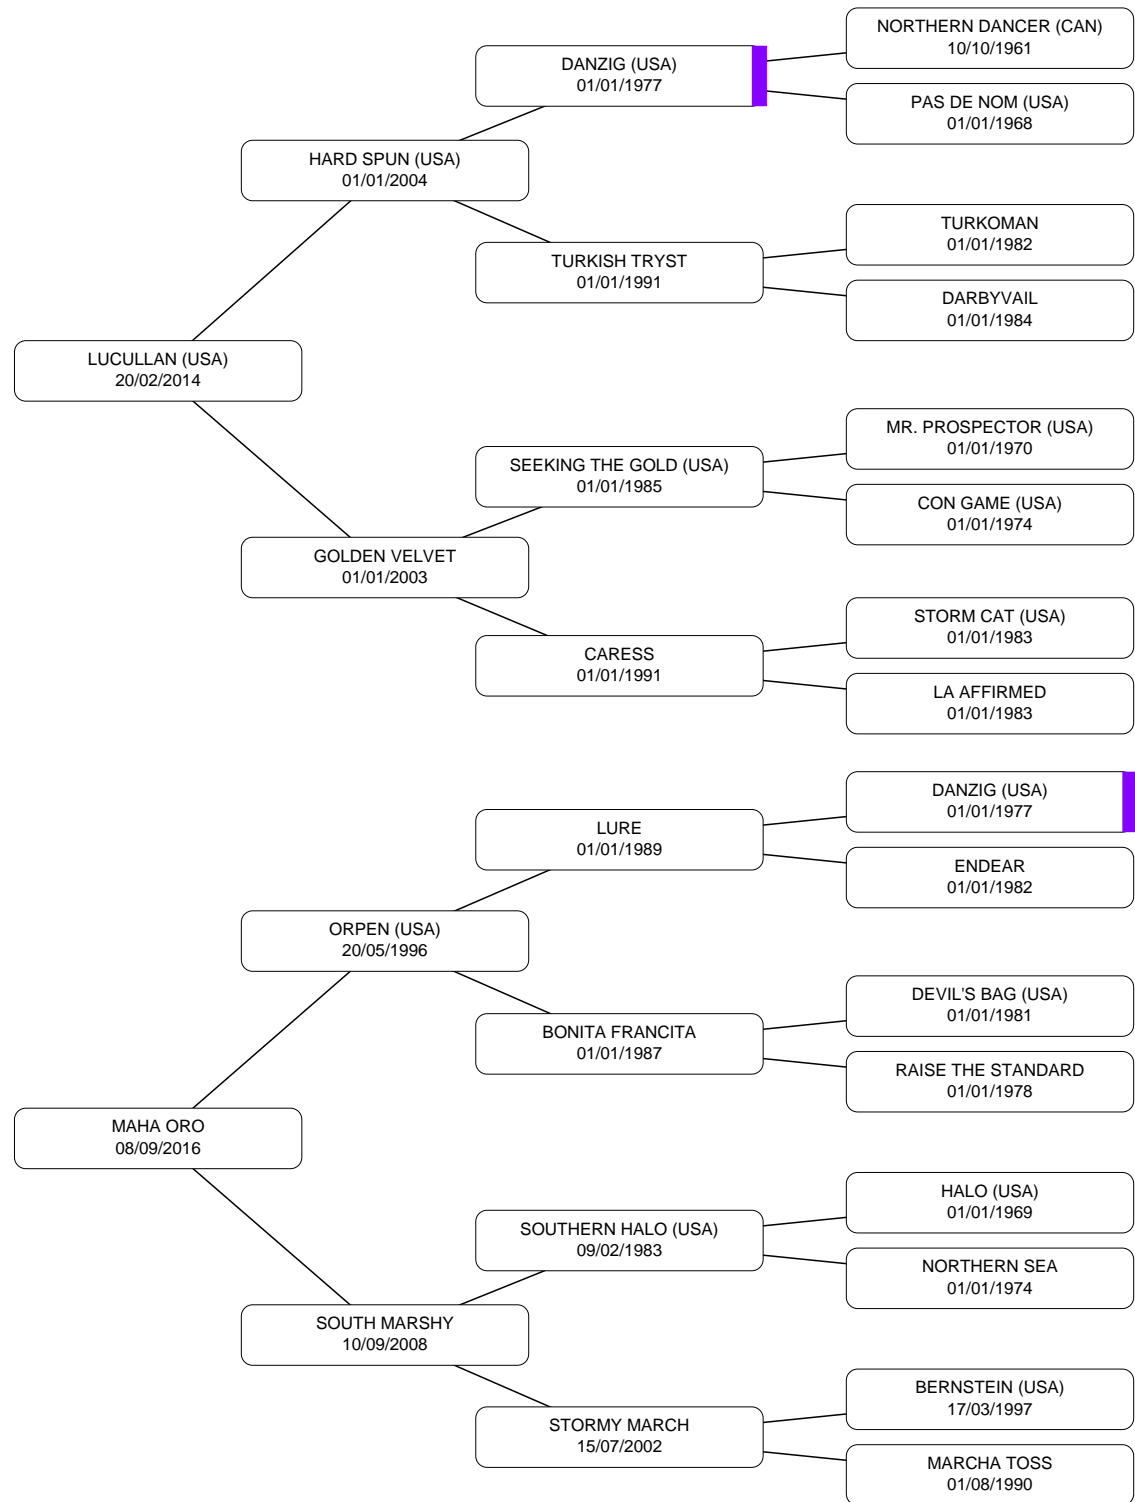 NORTHERN DANCER (CAN)
10/10/1961
DANZIG (USA)
01/01/1977
PAS DE NOM (USA)
01/01/1968
HARD SPUN (USA)
01/01/2004
TURKOMAN
01/01/1982
TURKISH TRYST
01/01/1991
DARBYVAIL
01/01/1984
LUCULLAN (USA)
20/02/2014
MR. PROSPECTOR (USA)
01/01/1970
SEEKING THE GOLD (USA)
01/01/1985
CON GAME (USA)
01/01/1974
GOLDEN VELVET
01/01/2003
STORM CAT (USA)
01/01/1983
CARESS
01/01/1991
LA AFFIRMED
01/01/1983
DANZIG (USA)
01/01/1977
LURE
01/01/1989
ENDEAR
01/01/1982
ORPEN (USA)
20/05/1996
DEVIL'S BAG (USA)
01/01/1981
BONITA FRANCITA
01/01/1987
RAISE THE STANDARD
01/01/1978
MAHA ORO
08/09/2016
HALO (USA)
01/01/1969
SOUTHERN HALO (USA)
09/02/1983
NORTHERN SEA
01/01/1974
SOUTH MARSHY
10/09/2008
BERNSTEIN (USA)
17/03/1997
STORMY MARCH
15/07/2002
MARCHA TOSS
01/08/1990